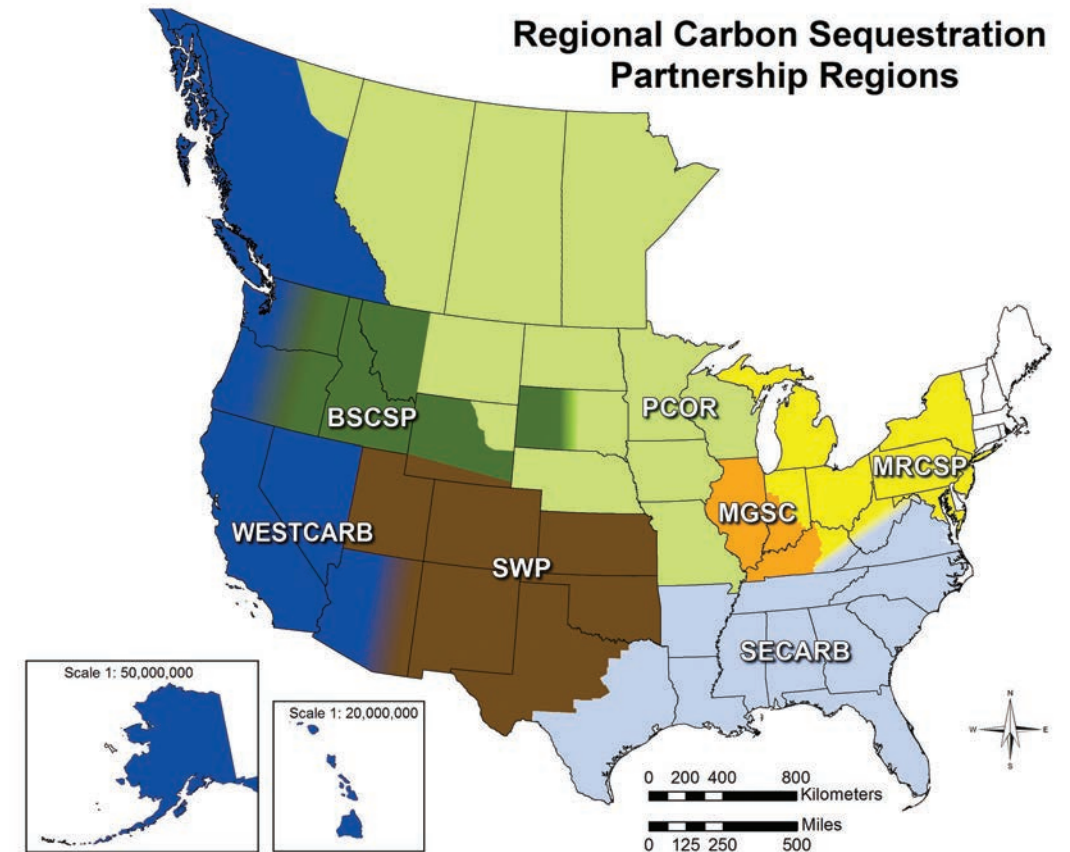 Regional Carbon Sequestration
Partnership Regions
BSCSP
PCOR
MRCSP
MGSC
WESTCARB
SWP
SECARB
Scale 1: 50,000,000
Scale 1: 20,000,000
N
W E
S
0 200 400 800
Kilometers
Miles
0 125 250 500